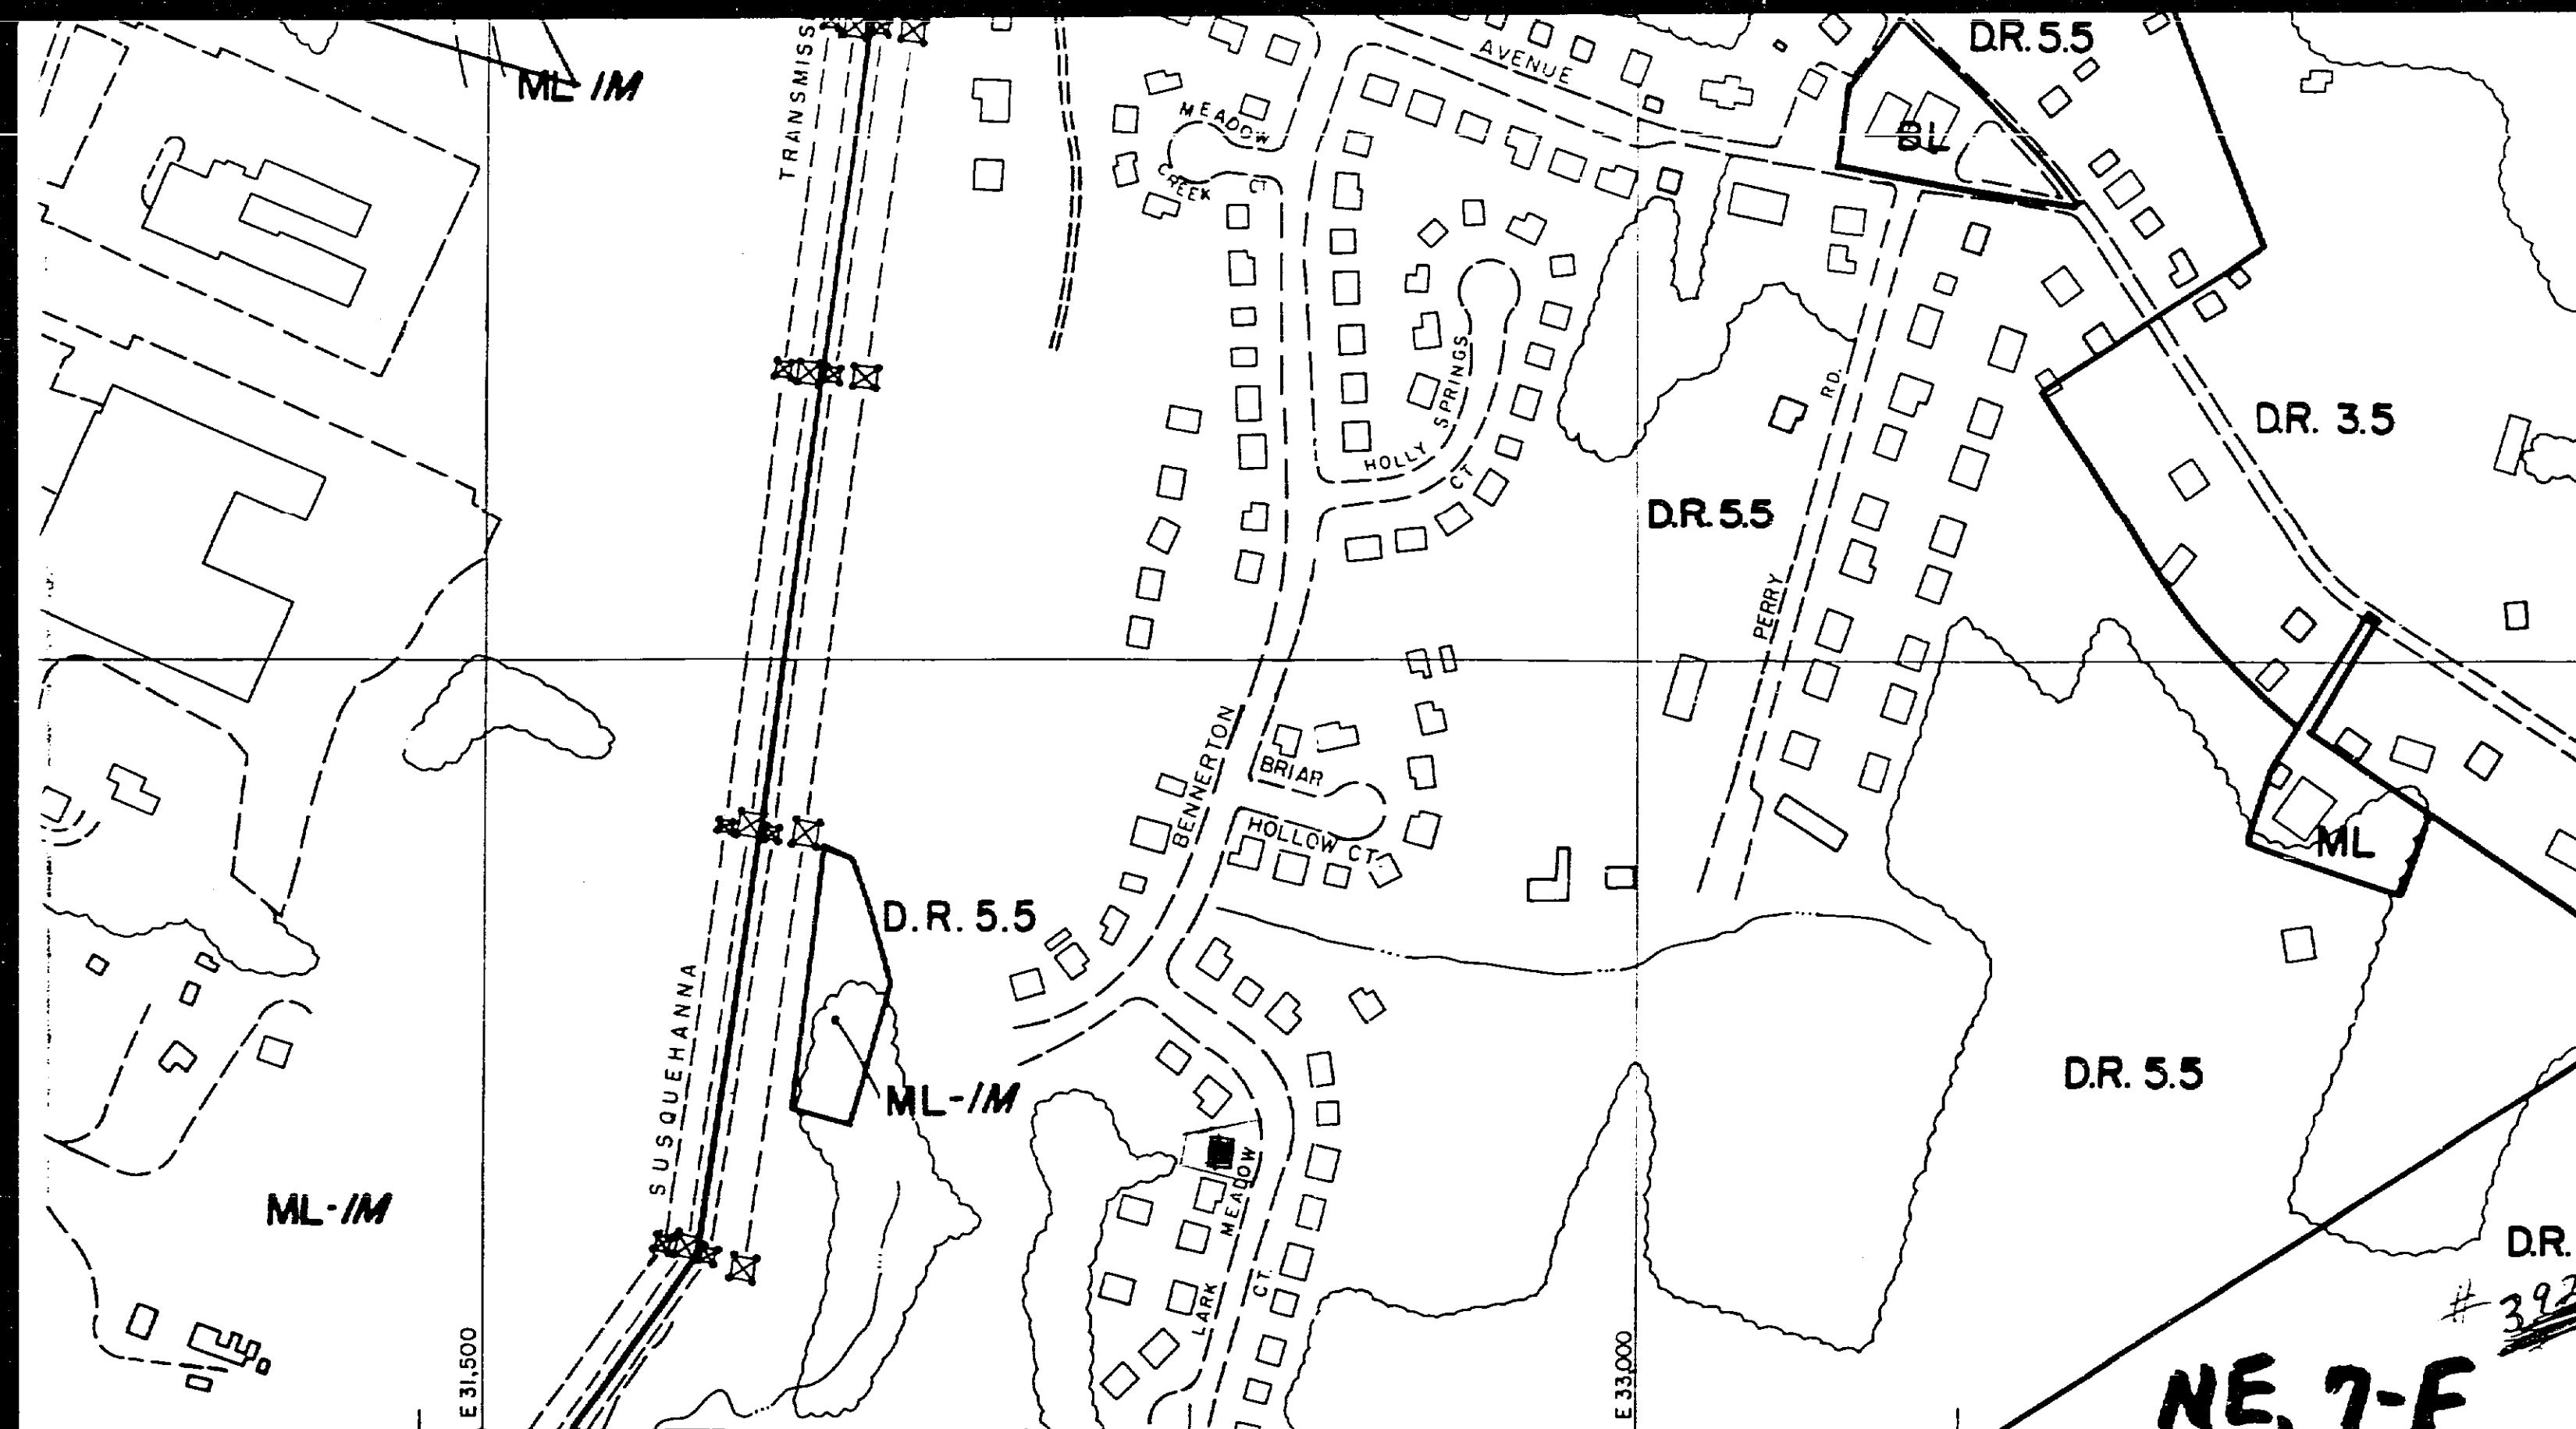 D.R. 5.5
AVENUE
ML-IM
TRANSMISS
MEADOW
CREEK CT
BL
SPRINGS
HOLLY
CT
RD.
D.R. 3.5
D.R. 5.5
PERRY
BENNERTON
BRIAR
HOLLOW CT.
ML
D.R. 5.5
SUSQUEHANNA
ML-IM
D.R. 5.5
MEADOW
ML-IM
LARK
CT.
D.R.
# 392
E 31,500
E 33,000
NE. 7-F